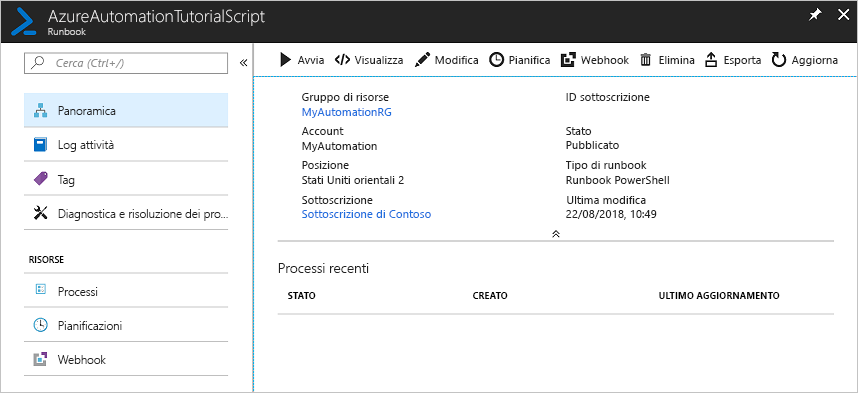 AzureAutomationTutorialScript
Runbook
Cerca (Ctrl+/)
Panoramica
Log attività
Tag
Diagnostica e risoluzione dei pro...
RISORSE
Processi
Pianificazioni
Webhook
Avvia Visualizza Modifica Pianifica Webhook Elimina Esporta Aggiorna
Gruppo di risorse
MyAutomationRG
Account
MyAutomation
Posizione
Stati Uniti orientali 2
Sottoscrizione
Sottoscrizione di Contoso
ID sottoscrizione
Stato
Pubblicato
Tipo di runbook
Runbook PowerShell
Ultima modifica
22/08/2018, 10:49
Processi recenti
STATO CREATO ULTIMO AGGIORNAMENTO